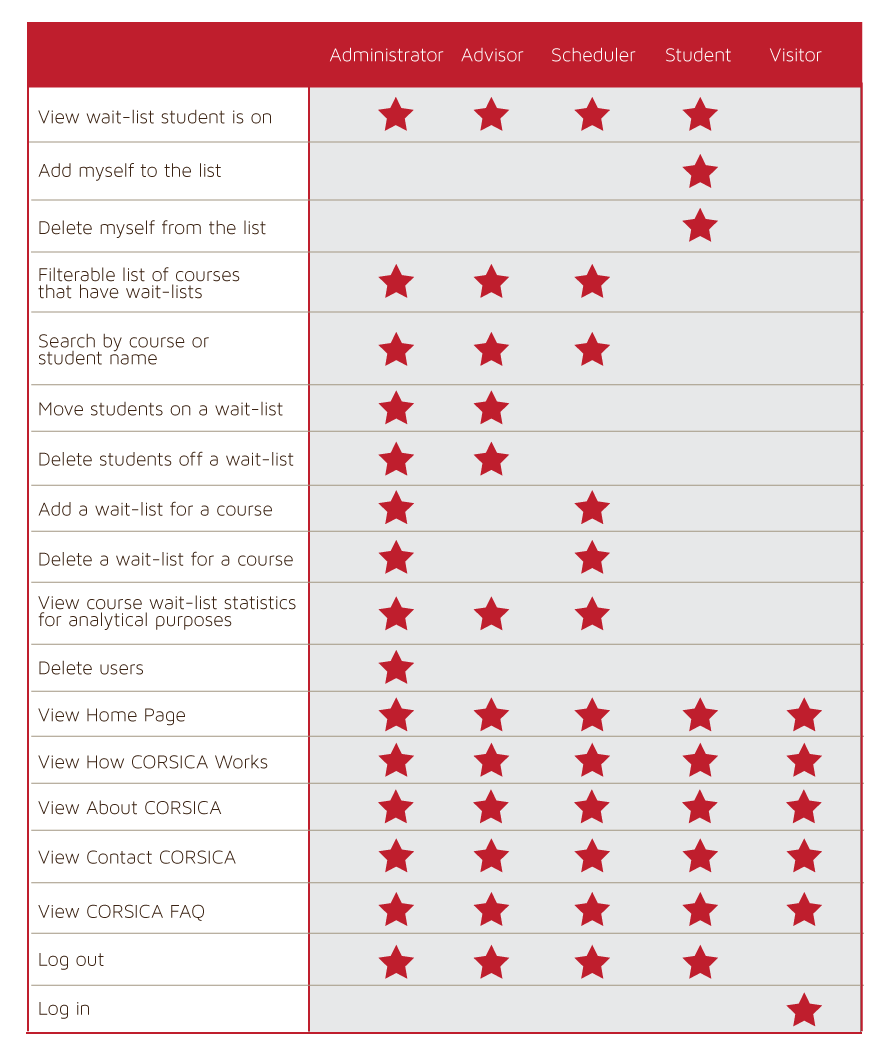 Administrator Advisor Scheduler Student Visitor
View wait-list student is on
Add myself to the list
Delete myself from the list
Filterable list of courses
that have wait-lists
Search by course or
student name
Move students on a wait-list
Delete students off a wait-list
Add a wait-list for a course
Delete a wait-list for a course
View course wait-list statistics
for analytical purposes
Delete users
View Home Page
View How CORSICA Works
View About CORSICA
View Contact CORSICA
View CORSICA FAQ
Log out
Log in